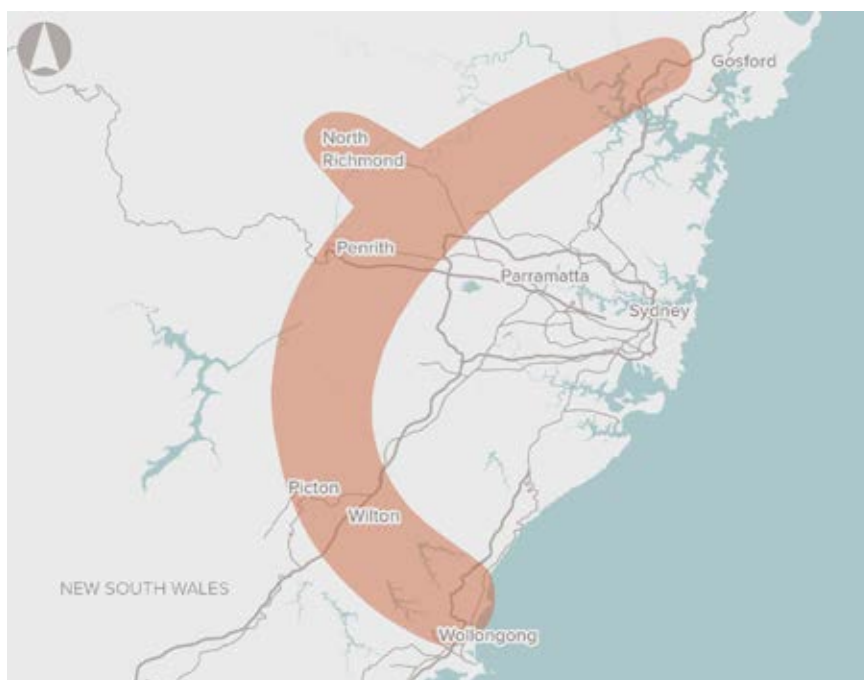 Gosford
North
Richmond
Penrith
Parramatta
Sydney
Picton
Wilton
NEW SOUTH WALES
Wollongong